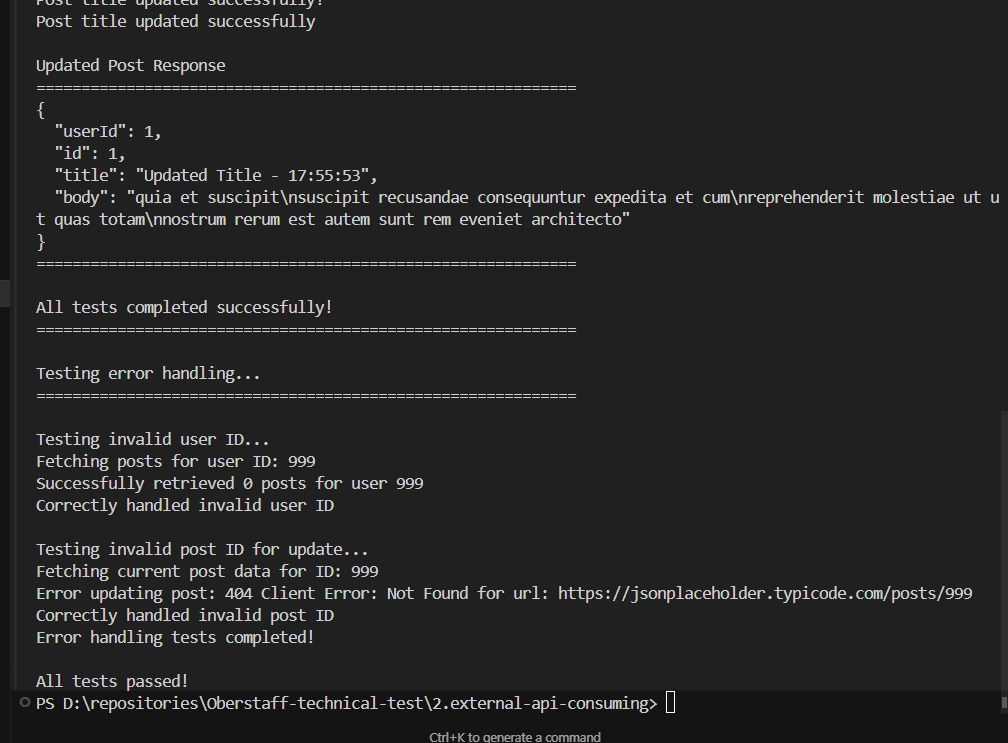 Post title updated successfully!
Post title updated successfully
Updated Post Response
============================================================
{
  "userId": 1,
  "id": 1,
  "title": "Updated Title - 17:55:53",
  "body": "quia et suscipit\nsuscipit recusandae consequuntur expedita et cum\nreprehenderit molestiae ut u
t quas totam\nnostrum rerum est autem sunt rem eveniet architecto"
}
============================================================
All tests completed successfully!
============================================================
Testing error handling...
============================================================
Testing invalid user ID...
Fetching posts for user ID: 999
Successfully retrieved 0 posts for user 999
Correctly handled invalid user ID
Testing invalid post ID for update...
Fetching current post data for ID: 999
Error updating post: 404 Client Error: Not Found for url: https://jsonplaceholder.typicode.com/posts/999
Correctly handled invalid post ID
Error handling tests completed!
All tests passed!
PS D:\repositories\Oberstaff-technical-test\2.external-api-consuming>
Ctrl+K to generate a command